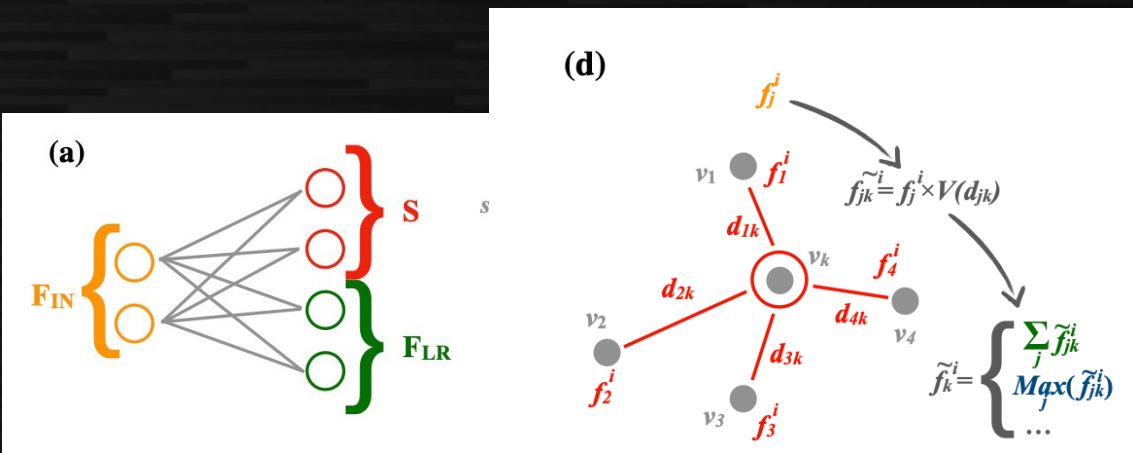 (a)
F_IN
S
F_LR
s
(d)
f_j^i
f̃_jk^i = f_j^i × V(d_jk)
v_1 f_1^i
d_1k
v_k
f_4^i
d_2k
d_4k
v_4
v_2
f_2^i
d_3k
v_3 f_3^i
f̃_k^i = { Σ_j f̃_jk^i
Max_j(f̃_jk^i)
...